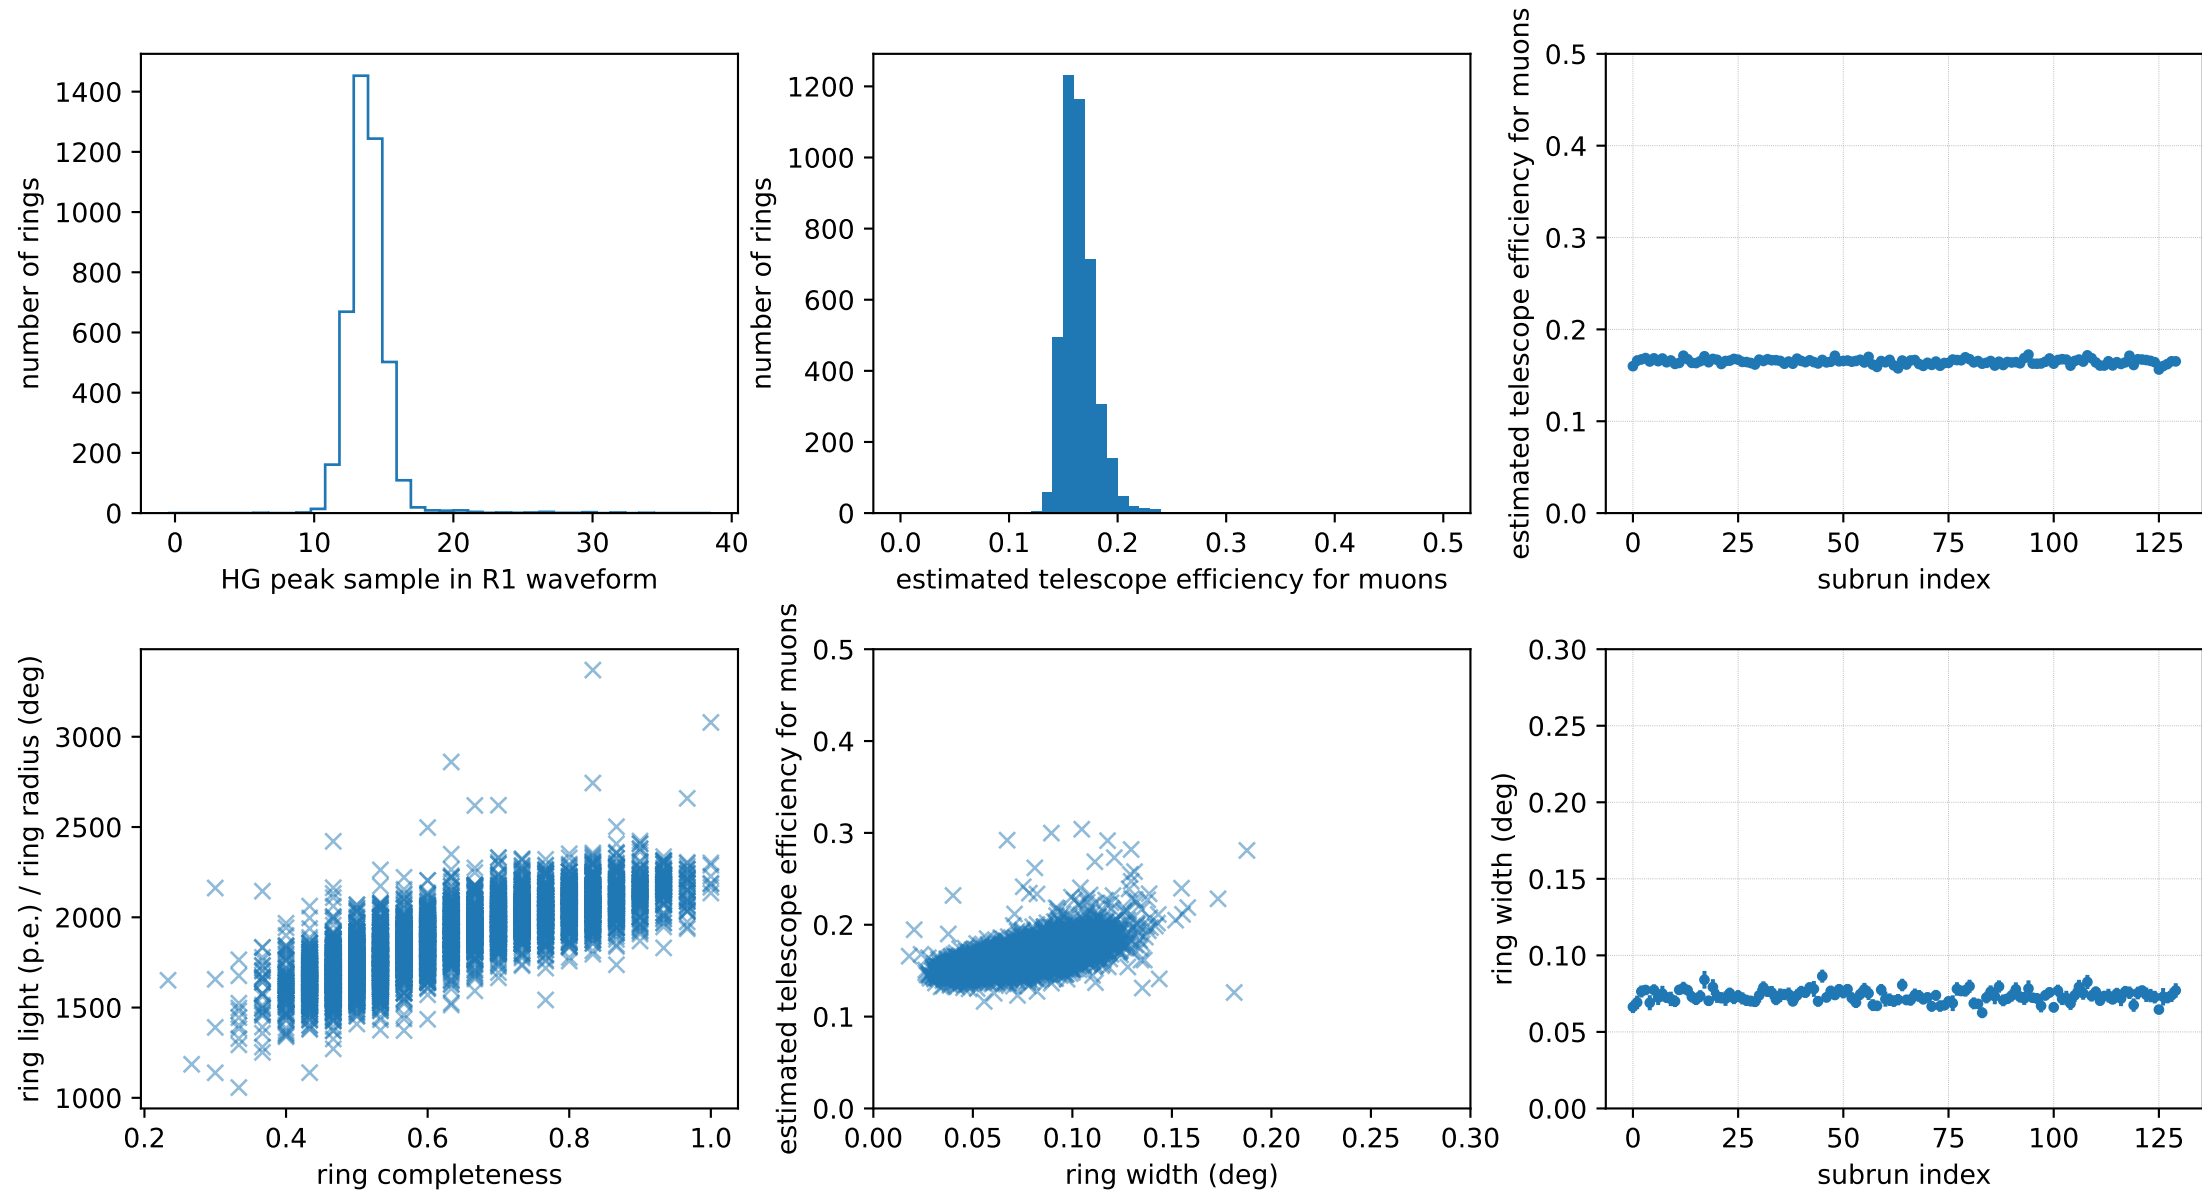 1400
1200
1000
800
600
400
200
0
number of rings
0 10 20 30 40
HG peak sample in R1 waveform
1200
1000
800
600
400
200
0
number of rings
0.0 0.1 0.2 0.3 0.4 0.5
estimated telescope efficiency for muons
0.5
0.4
0.3
0.2
0.1
0.0
estimated telescope efficiency for muons
0 25 50 75 100 125
subrun index
3000
2500
2000
1500
1000
ring light (p.e.) / ring radius (deg)
0.2 0.4 0.6 0.8 1.0
ring completeness
0.5
0.4
0.3
0.2
0.1
0.0
estimated telescope efficiency for muons
0.00 0.05 0.10 0.15 0.20 0.25 0.30
ring width (deg)
0.30
0.25
0.20
0.15
0.10
0.05
0.00
ring width (deg)
0 25 50 75 100 125
subrun index